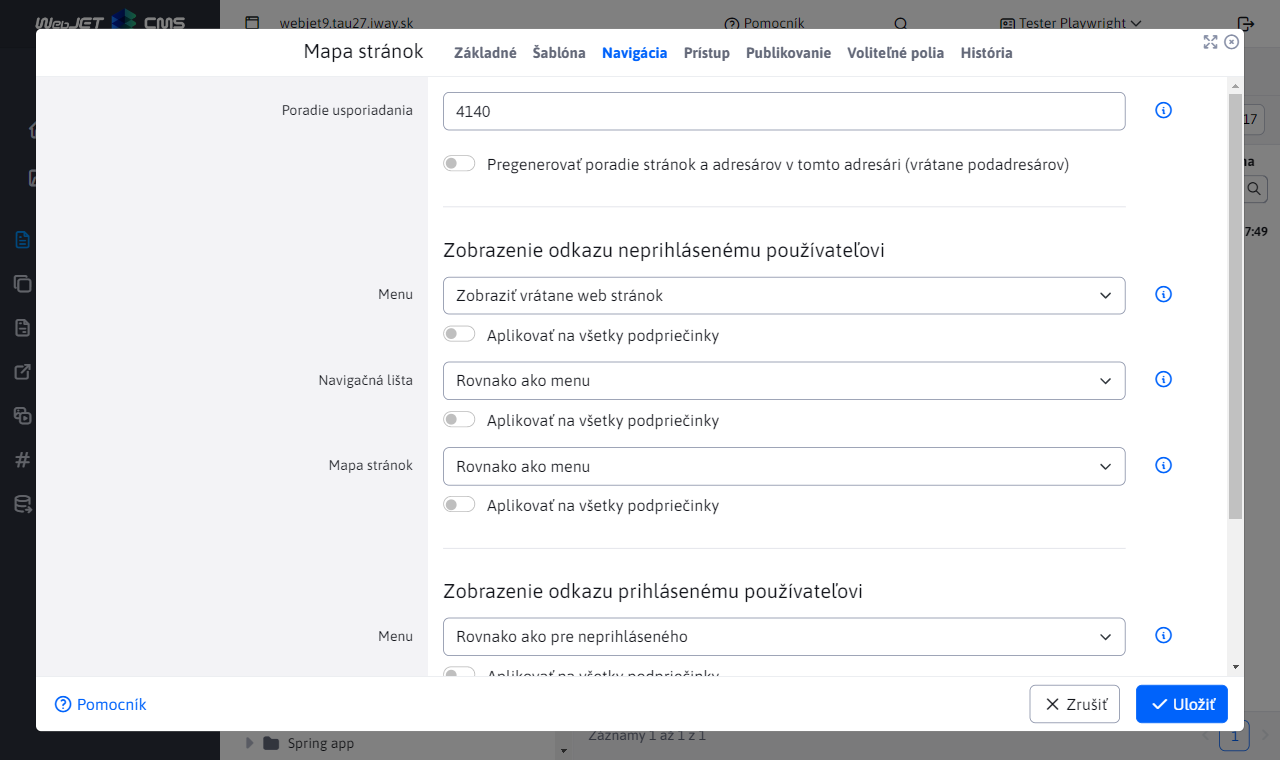 WebJET CMS
webjet9.tau27.iway.sk
Pomocník
Tester Playwright
Mapa stránok
Základné
Šablóna
Navigácia
Prístup
Publikovanie
Voliteľné polia
História
Poradie usporiadania
4140
17
Pregenerovať poradie stránok a adresárov v tomto adresári (vrátane podadresárov)
7:49
Zobrazenie odkazu neprihlásenému používateľovi
Menu
Zobraziť vrátane web stránok
Aplikovať na všetky podpriečinky
Navigačná lišta
Rovnako ako menu
Aplikovať na všetky podpriečinky
Mapa stránok
Rovnako ako menu
Aplikovať na všetky podpriečinky
Zobrazenie odkazu prihlásenému používateľovi
Menu
Rovnako ako pre neprihláseného
Aplikovať na všetky podpriečinky
Pomocník
Zrušiť
Uložiť
Spring app
Záznamy 1 až 1 z 1
1